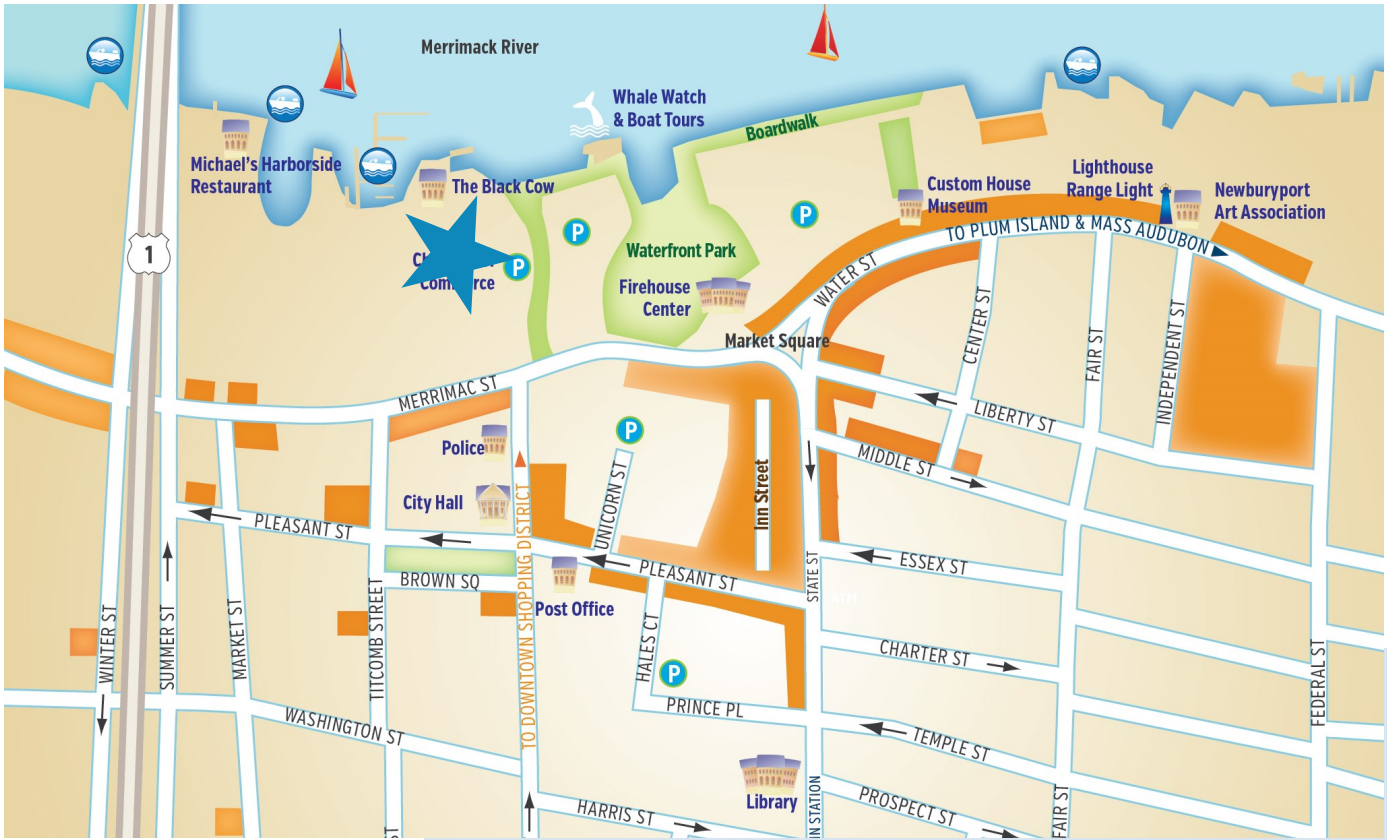 Merrimack River
Whale Watch
& Boat Tours
Boardwalk
Michael's Harborside
Restaurant
The Black Cow
Custom House
Museum
Lighthouse
Range Light
Newburyport
Art Association
TO PLUM ISLAND & MASS AUDUBON
1
P
P
P
Waterfront Park
Firehouse
Center
WATER ST
Market Square
CENTER ST
FAIR ST
INDEPENDENT ST
MERRIMAC ST
LIBERTY ST
MIDDLE ST
P
Police
City Hall
UNICORN ST
Inn Street
PLEASANT ST
PLEASANT ST
ESSEX ST
STATE ST
ATM
BROWN SQ
Post Office
TO DOWNTOWN SHOPPING DISTRICT
WINTER ST
SUMMER ST
MARKET ST
TITCOMB STREET
HALES CT
P
CHARTER ST
FEDERAL ST
PRINCE PL
WASHINGTON ST
TEMPLE ST
Library
HARRIS ST
PROSPECT ST
FAIR ST